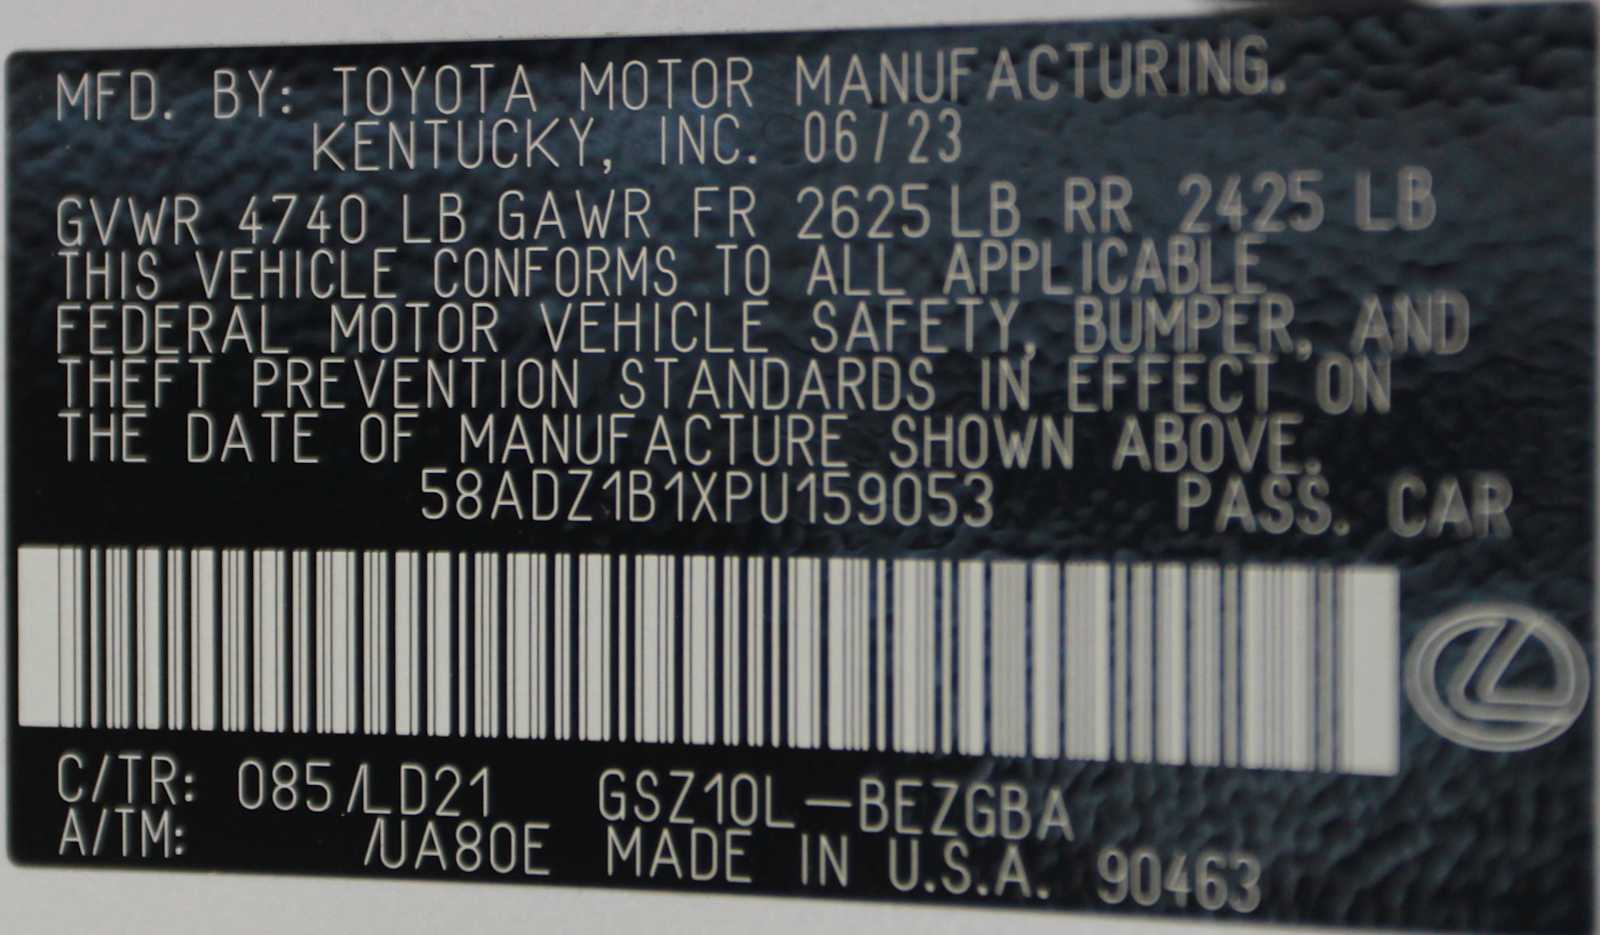 MFD. BY: TOYOTA MOTOR MANUFACTURING.
KENTUCKY, INC. 06/23
GVWR 4740 LB GAWR FR 2625 LB RR 2425 LB
THIS VEHICLE CONFORMS TO ALL APPLICABLE
FEDERAL MOTOR VEHICLE SAFETY, BUMPER, AND
THEFT PREVENTION STANDARDS IN EFFECT ON
THE DATE OF MANUFACTURE SHOWN ABOVE.
58ADZ1B1XPU159053 PASS. CAR
C/TR: 085/LD21 GSZ10L-BEZGBA
A/TM: /UA80E MADE IN U.S.A. 90463